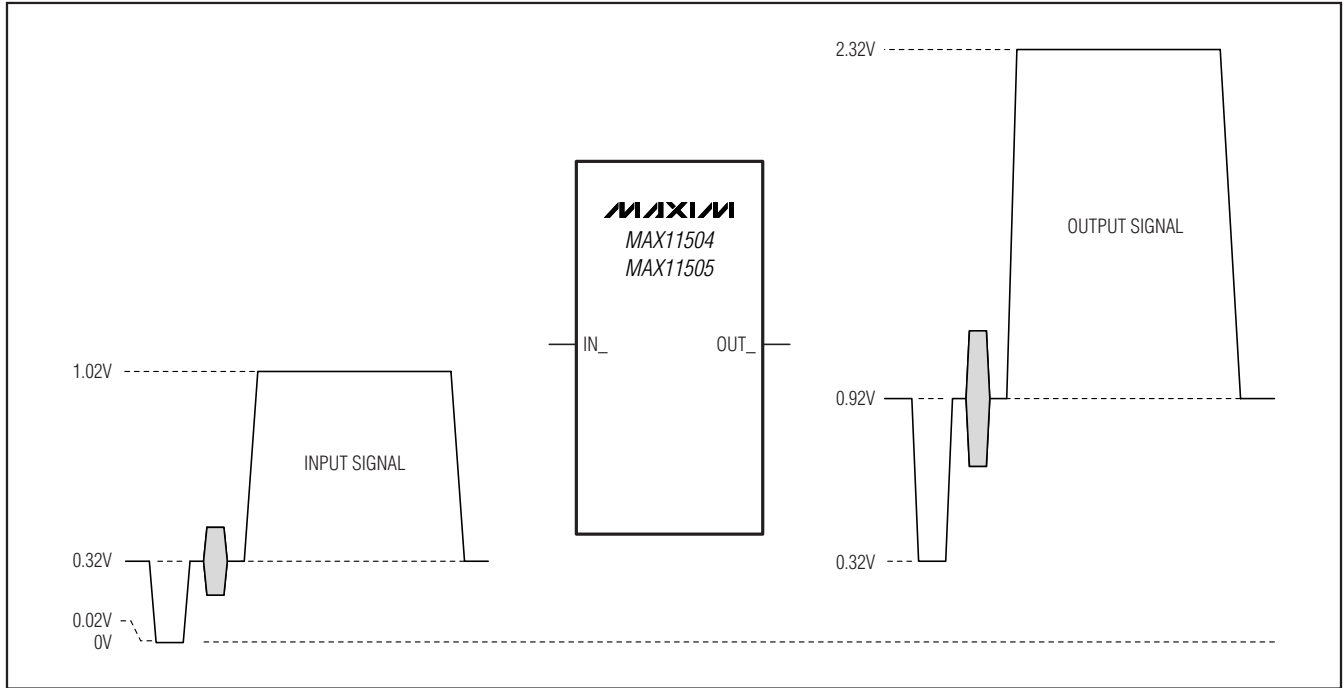 2.32V
MAXIM
MAX11504
MAX11505
OUTPUT SIGNAL
IN_
OUT_
1.02V
0.92V
INPUT SIGNAL
0.32V
0.32V
0.02V
0V